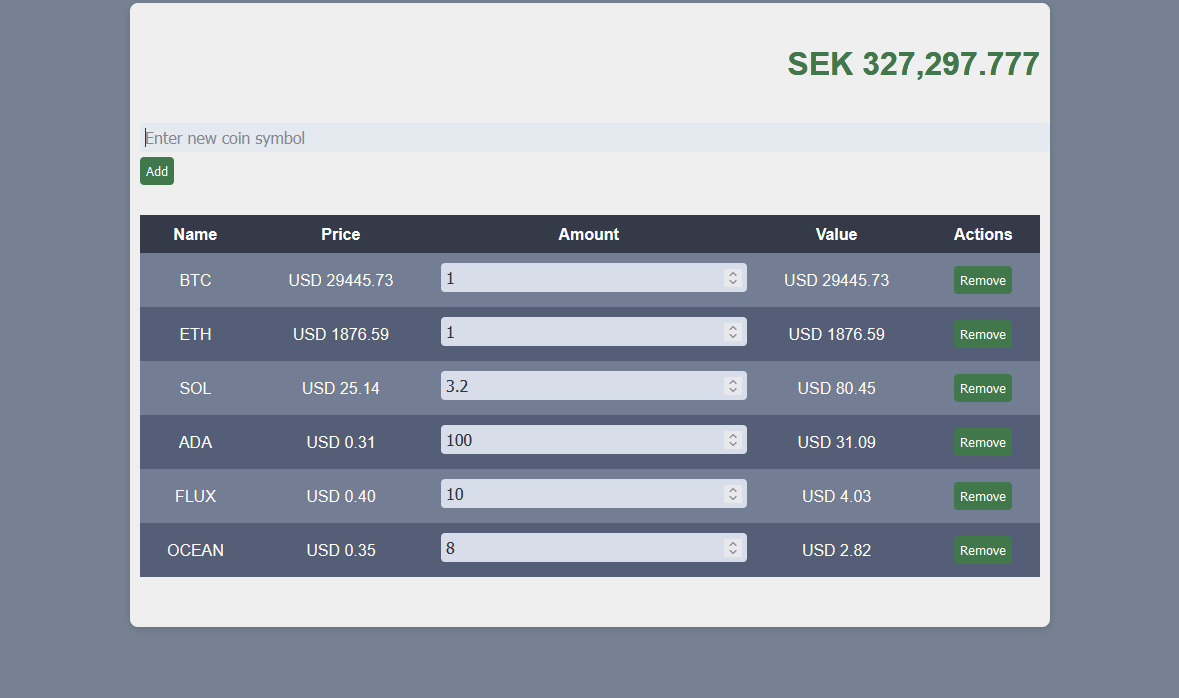 SEK 327,297.777
Enter new coin symbol
Add
Name Price Amount Value Actions
BTC USD 29445.73 1 USD 29445.73 Remove
ETH USD 1876.59 1 USD 1876.59 Remove
SOL USD 25.14 3.2 USD 80.45 Remove
ADA USD 0.31 100 USD 31.09 Remove
FLUX USD 0.40 10 USD 4.03 Remove
OCEAN USD 0.35 8 USD 2.82 Remove